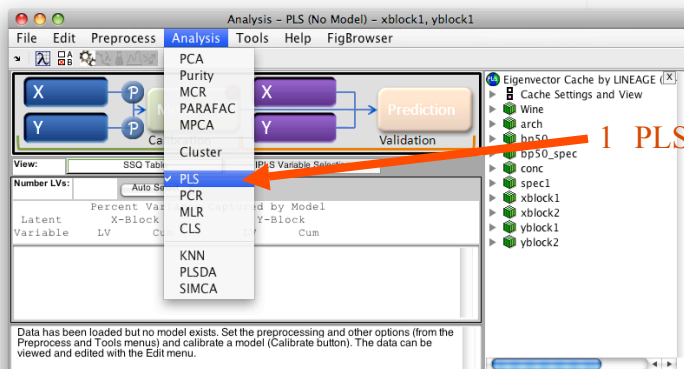 Analysis - PLS (No Model) - xblock1, yblock1
File Edit Preprocess Analysis Tools Help FigBrowser
PCA
Purity
MCR
PARAFAC
MPCA
Cluster
✓ PLS
PCR
MLR
CLS
KNN
PLSDA
SIMCA
X P X
Y P Y
Prediction
Validation
View: SSQ Table Variable
Number LVs: Auto
Percent by Model
Latent X-Block Y-Block
Variable LV Cum
Data has been loaded but no model exists. Set the preprocessing and other options (from the
Preprocess and Tools menus) and calibrate a model (Calibrate button). The data can be
viewed and edited with the Edit menu.
Eigenvector Cache by LINEAGE ( X
Cache Settings and View
Wine
arch
bp50
bp50_spec
conc
spec1
xblock1
xblock2
yblock1
yblock2
1 PLS